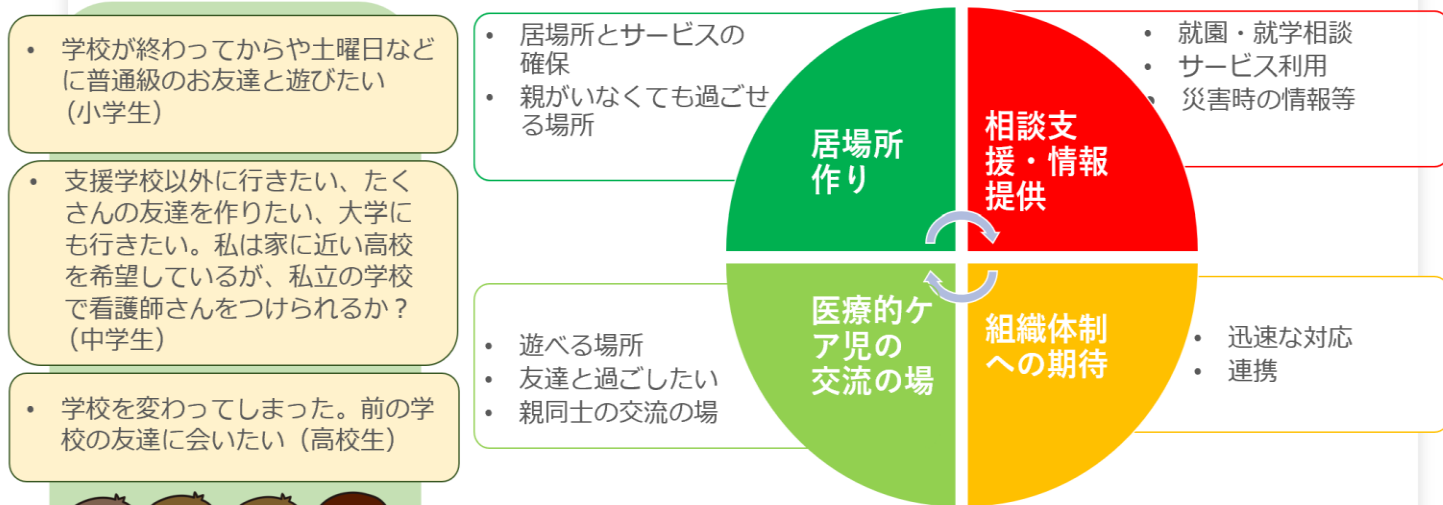 • 学校が終わってからや土曜日など
に普通級のお友達と遊びたい
（小学生）
• 支援学校以外に行きたい、たく
さんの友達を作りたい、大学に
も行きたい。私は家に近い高校
を希望しているが、私立の学校
で看護師さんをつけられるか？
（中学生）
• 学校を変わってしまった。前の学
校の友達に会いたい（高校生）
• 居場所とサービスの
確保
• 親がいなくても過ごせ
る場所
居場所
作り
相談支
援・情報
提供
• 就園・就学相談
• サービス利用
• 災害時の情報等
• 遊べる場所
• 友達と過ごしたい
• 親同士の交流の場
医療的ケ
ア児の
交流の場
組織体制
への期待
• 迅速な対応
• 連携